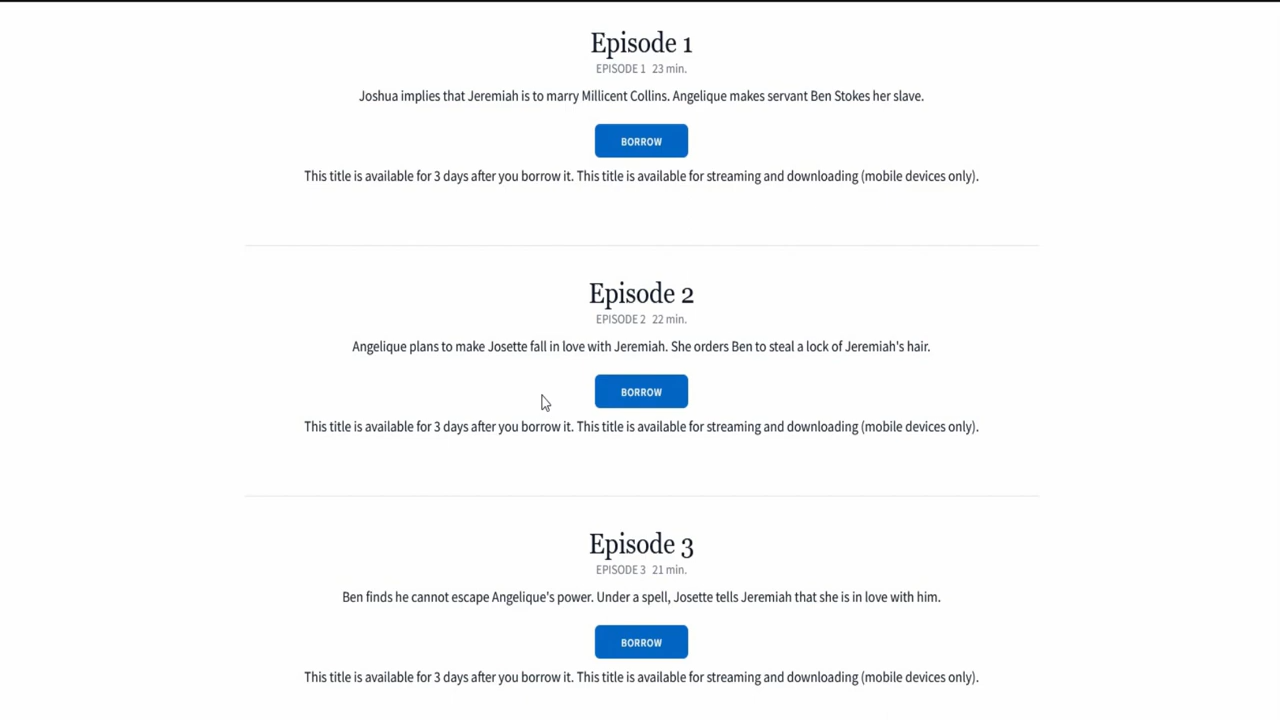 Episode 1
EPISODE 1 23 min.
Joshua implies that Jeremiah is to marry Millicent Collins. Angelique makes servant Ben Stokes her slave.
BORROW
This title is available for 3 days after you borrow it. This title is available for streaming and downloading (mobile devices only).
Episode 2
EPISODE 2 22 min.
Angelique plans to make Josette fall in love with Jeremiah. She orders Ben to steal a lock of Jeremiah's hair.
BORROW
This title is available for 3 days after you borrow it. This title is available for streaming and downloading (mobile devices only).
Episode 3
EPISODE 3 21 min.
Ben finds he cannot escape Angelique's power. Under a spell, Josette tells Jeremiah that she is in love with him.
BORROW
This title is available for 3 days after you borrow it. This title is available for streaming and downloading (mobile devices only).